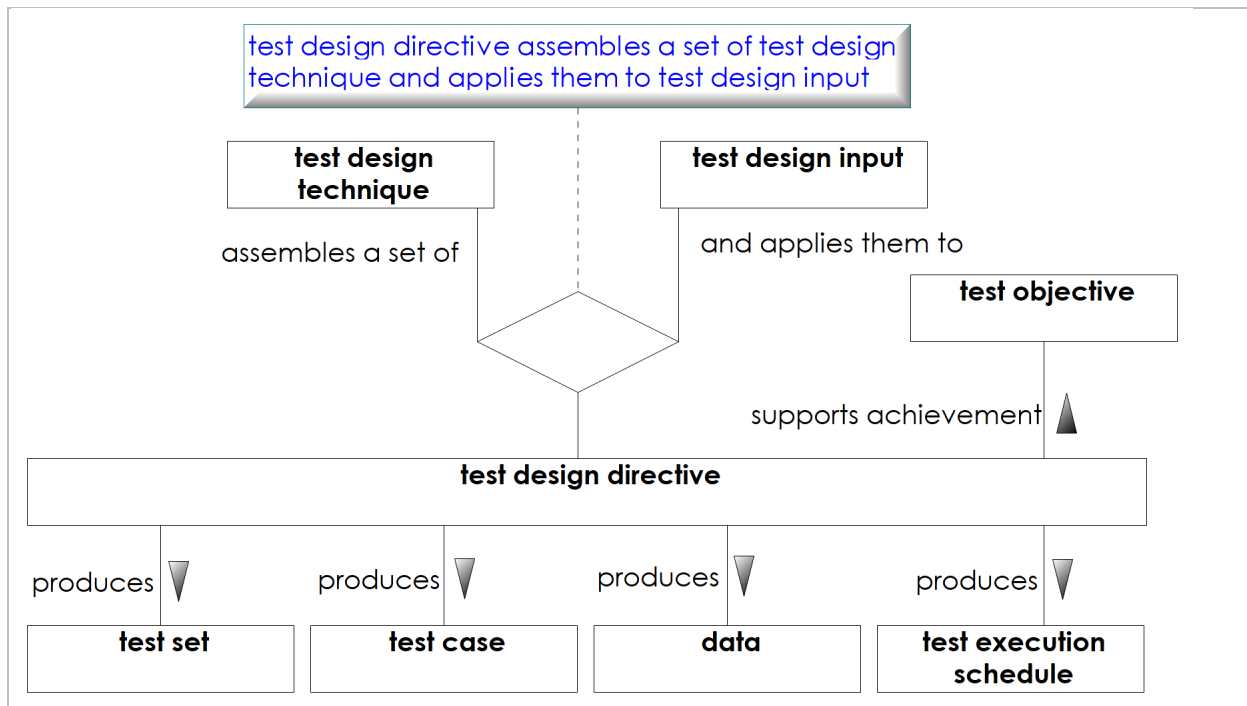 test design directive assembles a set of test design
technique and applies them to test design input
test design
technique
test design input
assembles a set of
and applies them to
test objective
supports achievement
test design directive
produces
produces
produces
produces
test set
test case
data
test execution
schedule